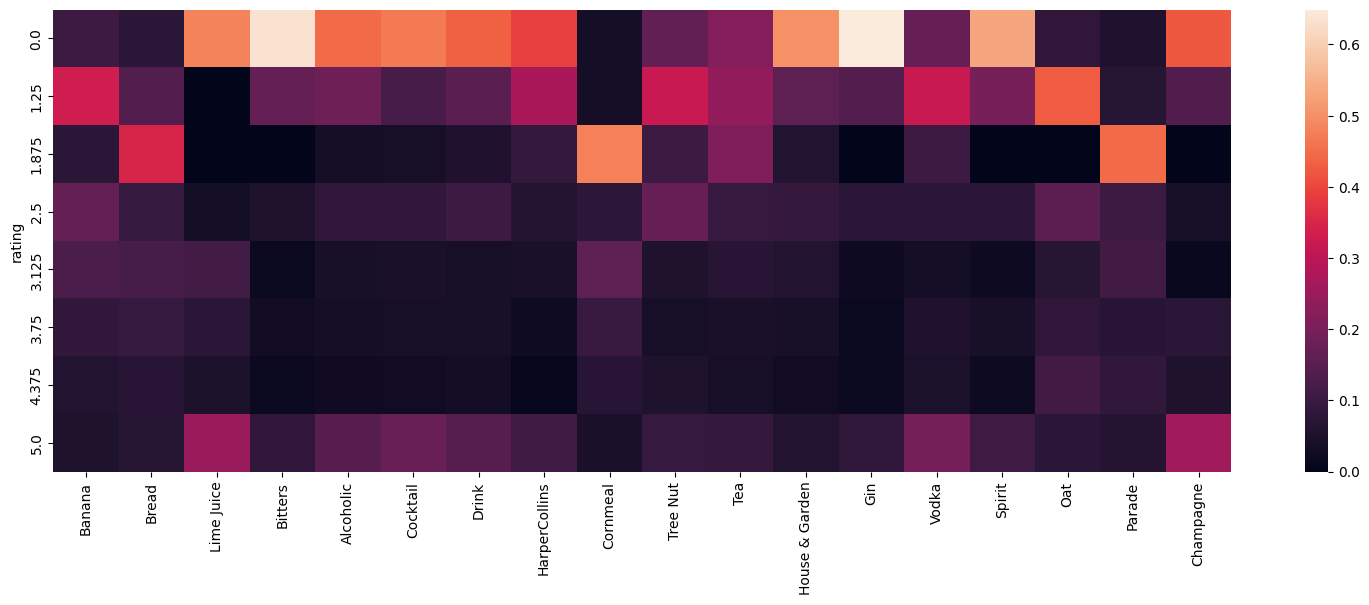 rating
0.0
1.25
1.875
2.5
3.125
3.75
4.375
5.0
Banana
Bread
Lime Juice
Bitters
Alcoholic
Cocktail
Drink
HarperCollins
Cornmeal
Tree Nut
Tea
House & Garden
Gin
Vodka
Spirit
Oat
Parade
Champagne
0.6
0.5
0.4
0.3
0.2
0.1
0.0